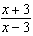 x + 3
x − 3